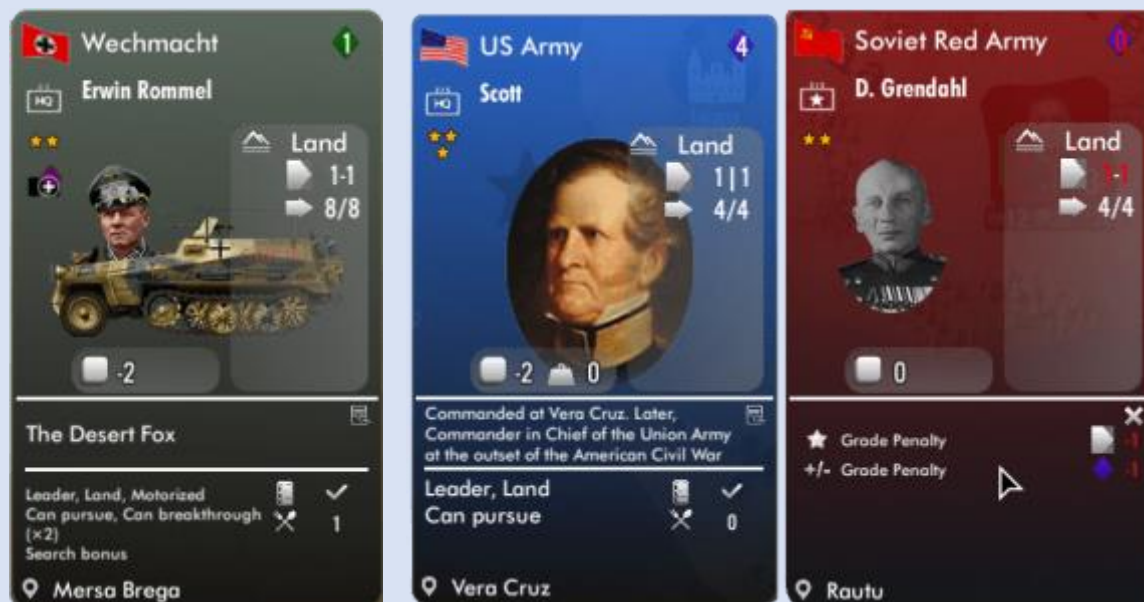 Wechmacht
1
HQ
Erwin Rommel
Land
1-1
8/8
-2
The Desert Fox
Leader, Land, Motorized
Can pursue, Can breakthrough
(×2)
1
Search bonus
Mersa Brega
US Army
4
HQ
Scott
Land
1|1
4/4
-2
0
Commanded at Vera Cruz. Later,
Commander in Chief of the Union Army
at the outset of the American Civil War
Leader, Land
Can pursue
0
Vera Cruz
Soviet Red Army
0
D. Grendahl
Land
1-1
4/4
0
Grade Penalty -1
+/- Grade Penalty -1
Rautu